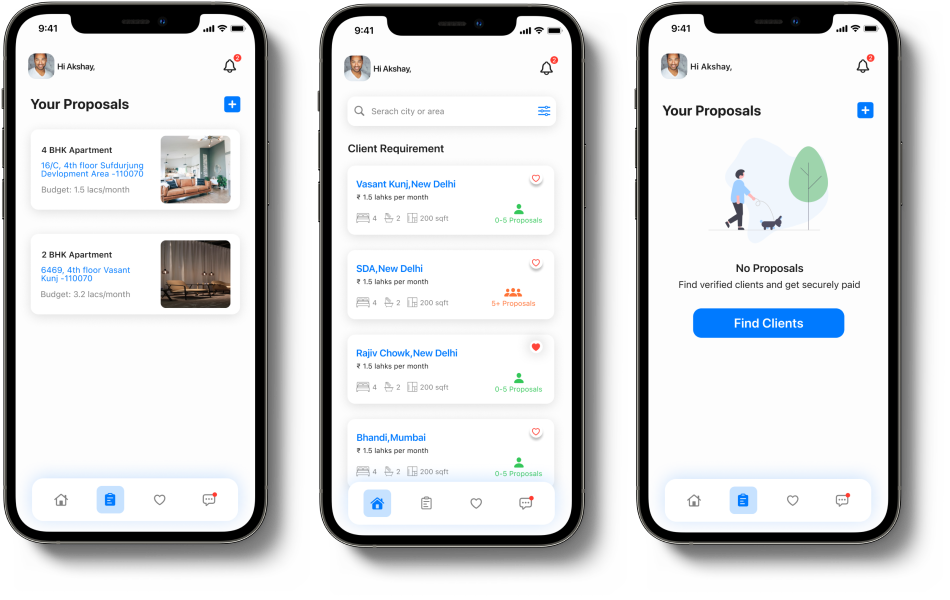 9:41
2
Hi Akshay,
Your Proposals
4 BHK Apartment
16/C, 4th floor Sufdurjung
Devlopment Area -110070
Budget: 1.5 lacs/month
2 BHK Apartment
6469, 4th floor Vasant
Kunj -110070
Budget: 3.2 lacs/month
9:41
2
Hi Akshay,
Serach city or area
Client Requirement
Vasant Kunj,New Delhi
₹ 1.5 lahks per month
4 2 200 sqft
0-5 Proposals
SDA,New Delhi
₹ 1.5 lahks per month
4 2 200 sqft
5+ Proposals
Rajiv Chowk,New Delhi
₹ 1.5 lahks per month
4 2 200 sqft
0-5 Proposals
Bhandi,Mumbai
₹ 1.5 lahks per month
4 2 200 sqft
0-5 Proposals
9:41
2
Hi Akshay,
Your Proposals
No Proposals
Find verified clients and get securely paid
Find Clients